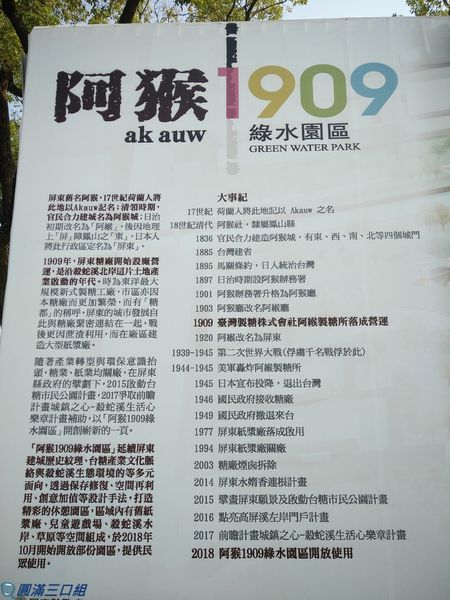 阿猴1909
ak auw
綠水園區
GREEN WATER PARK
屏東舊名阿猴,17世紀荷蘭人將
此地以Akauw記名;清領時期,
官民合力建城名為阿猴城;日治
初期改名為「阿緱」,後因地理
上「屏」障鳳山之「東」,日本人
將此行政區定名為「屏東」。
1909年,屏東糖廠開始設廠營
運,是沿殺蛇溪北岸這片土地產
業啟動的年代。時為東洋最大
規模新式製糖工廠,市區亦因
本糖廠而更加繁榮,而有「糖
都」的稱呼,屏東的城市發展自
此與糖廠緊密連結在一起,戰
後更因蔗渣利用,而在廠區建
造大型紙漿廠。
隨著產業轉型與環保意識抬
頭,糖業、紙業均關廠,在屏東
縣政府的擘劃下,2015啟動台
糖市民公園計畫,2017爭取前瞻
計畫城鎮之心-殺蛇溪生活心
樂章計畫補助,以「阿猴1909綠
水園區」開創嶄新的一頁。
「阿猴1909綠水園區」延續屏東
建城歷史紋理、台糖產業文化脈
絡與殺蛇溪生態環境的等多元
面向,透過保存修復、空間再利
用、創意加值等設計手法,打造
精彩的休憩園區,區域內有舊紙
漿廠、兒童遊戲場、殺蛇溪水
岸、草原等空間組成,於2018年
10月開始開放部份園區,提供民
眾使用。
大事紀
17世紀 荷蘭人將此地記以 Akauw 之名
18世紀清代 阿猴社,隸屬鳳山縣
1836 官民合力建造阿猴城,有東、西、南、北等四個城門
1885 台灣建省
1895 馬關條約,日人統治台灣
1897 日治時期設阿猴辦務署
1901 阿猴辦務署升格為阿猴廳
1903 阿猴廳改名阿緱廳
1909 臺灣製糖株式會社阿緱製糖所落成營運
1920 阿緱改名為屏東
1939-1945 第二次世界大戰(俘虜千名戰俘於此)
1944-1945 美軍轟炸阿緱製糖所
1945 日本宣布投降,退出台灣
1946 國民政府接收糖廠
1949 國民政府撤退來台
1977 屏東紙漿廠落成啟用
1994 屏東紙漿廠關廠
2003 糖廠煙囪拆除
2014 屏東水綹香連根計畫
2015 擘畫屏東願景及啟動台糖市民公園計畫
2016 點亮高屏溪左岸門戶計畫
2017 前瞻計畫城鎮之心-殺蛇溪生活心樂章計畫
2018 阿猴1909綠水園區開放使用
圓滿三口組